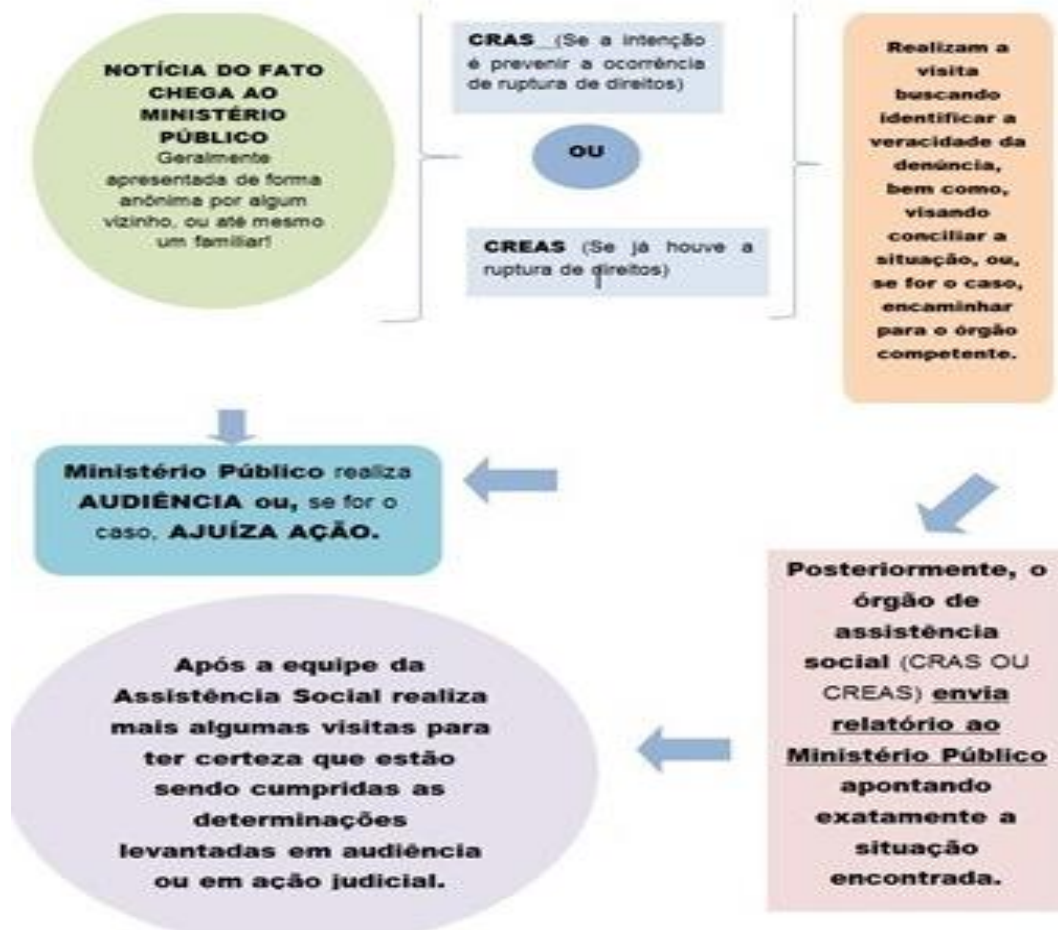 NOTÍCIA DO FATO
CHEGA AO
MINISTÉRIO
PÚBLICO
Geralmente
apresentada de forma
anônima por algum
vizinho, ou até mesmo
um familiar!
CRAS (Se a intenção
é prevenir a ocorrência
de ruptura de direitos)
OU
CREAS (Se já houve a
ruptura de direitos)
Realizam a
visita
buscando
identificar a
veracidade da
denúncia,
bem como,
visando
conciliar a
situação, ou,
se for o caso,
encaminhar
para o órgão
competente.
Posteriormente, o
órgão de
assistência
social (CRAS OU
CREAS) envia
relatório ao
Ministério Público
apontando
exatamente a
situação
encontrada.
Ministério Público realiza
AUDIÊNCIA ou, se for o
caso, AJUÍZA AÇÃO.
Após a equipe da
Assistência Social realiza
mais algumas visitas para
ter certeza que estão
sendo cumpridas as
determinações
levantadas em audiência
ou em ação judicial.